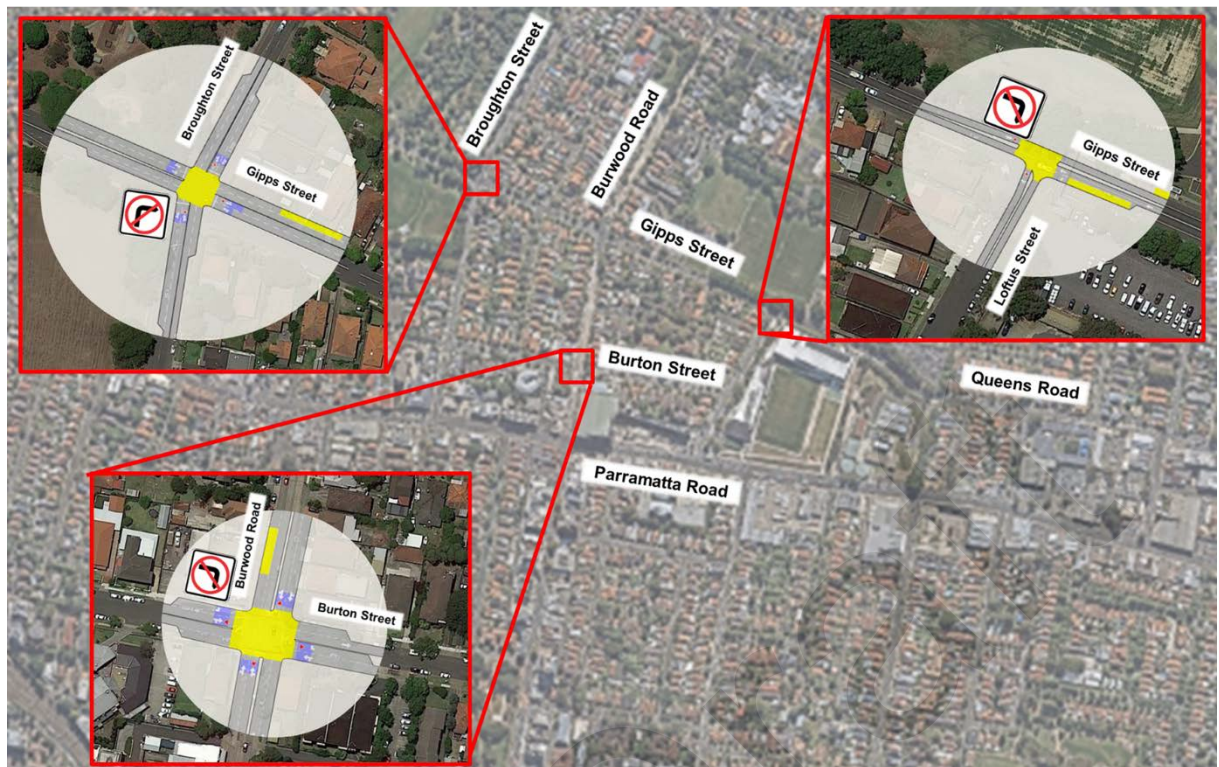 Broughton Street
Gipps Street
Broughton Street
Burwood Road
Gipps Street
Gipps Street
Loftus Street
Burton Street
Queens Road
Parramatta Road
Burwood Road
Burton Street